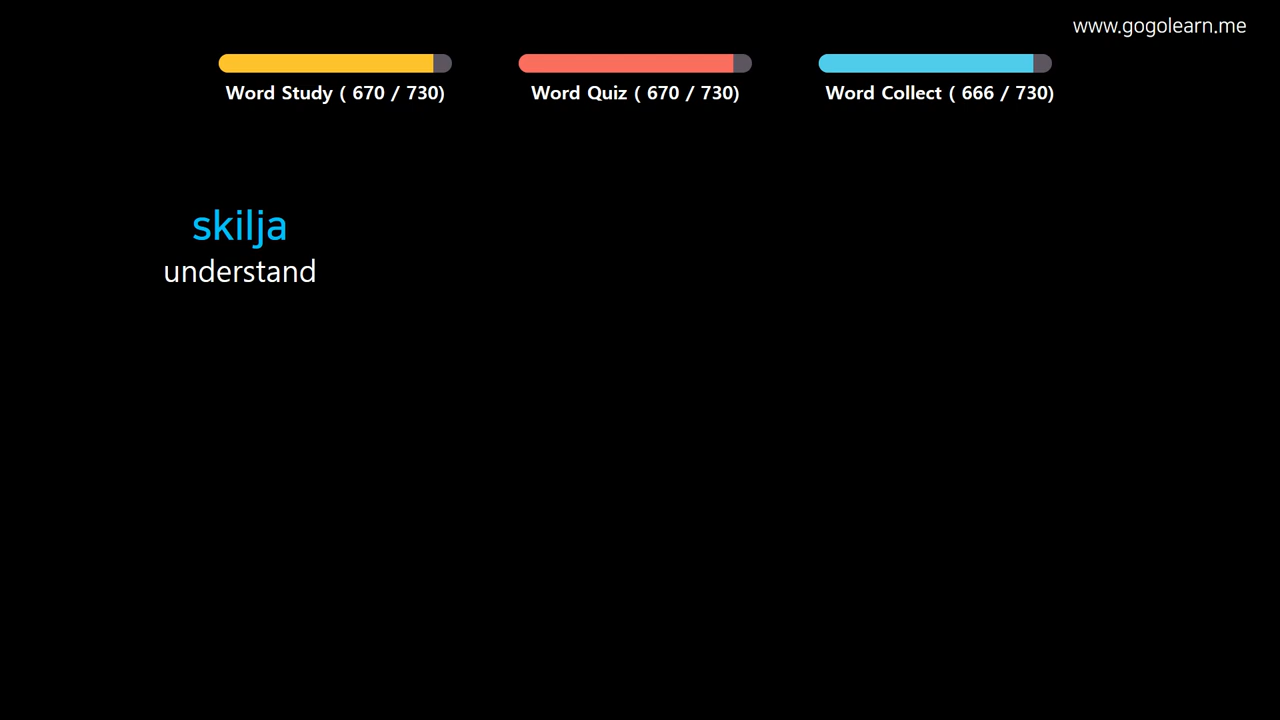 www.gogolearn.me
Word Study ( 670 / 730)
Word Quiz ( 670 / 730)
Word Collect ( 666 / 730)
skilja
understand